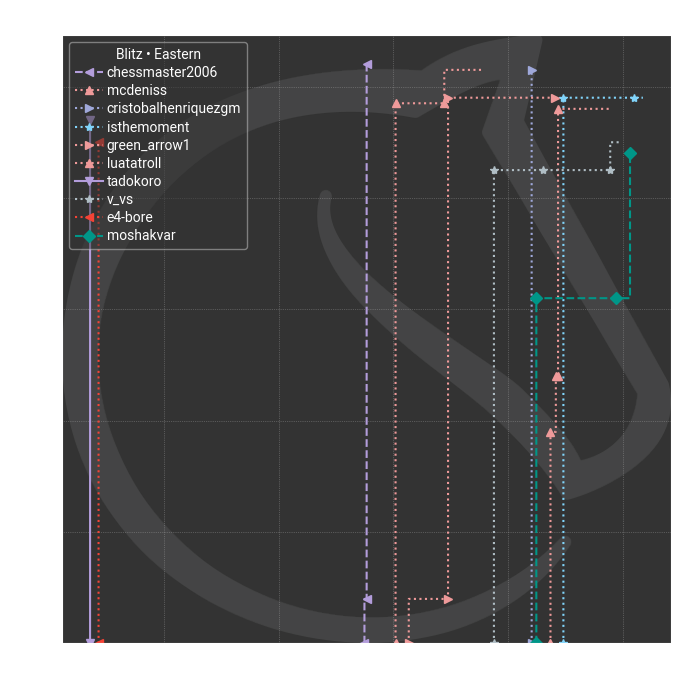 Blitz • Eastern
chessmaster2006
mcdeniss
cristobalhenriquezgm
isthemoment
green_arrow1
luatatroll
tadokoro
v_vs
e4-bore
moshakvar